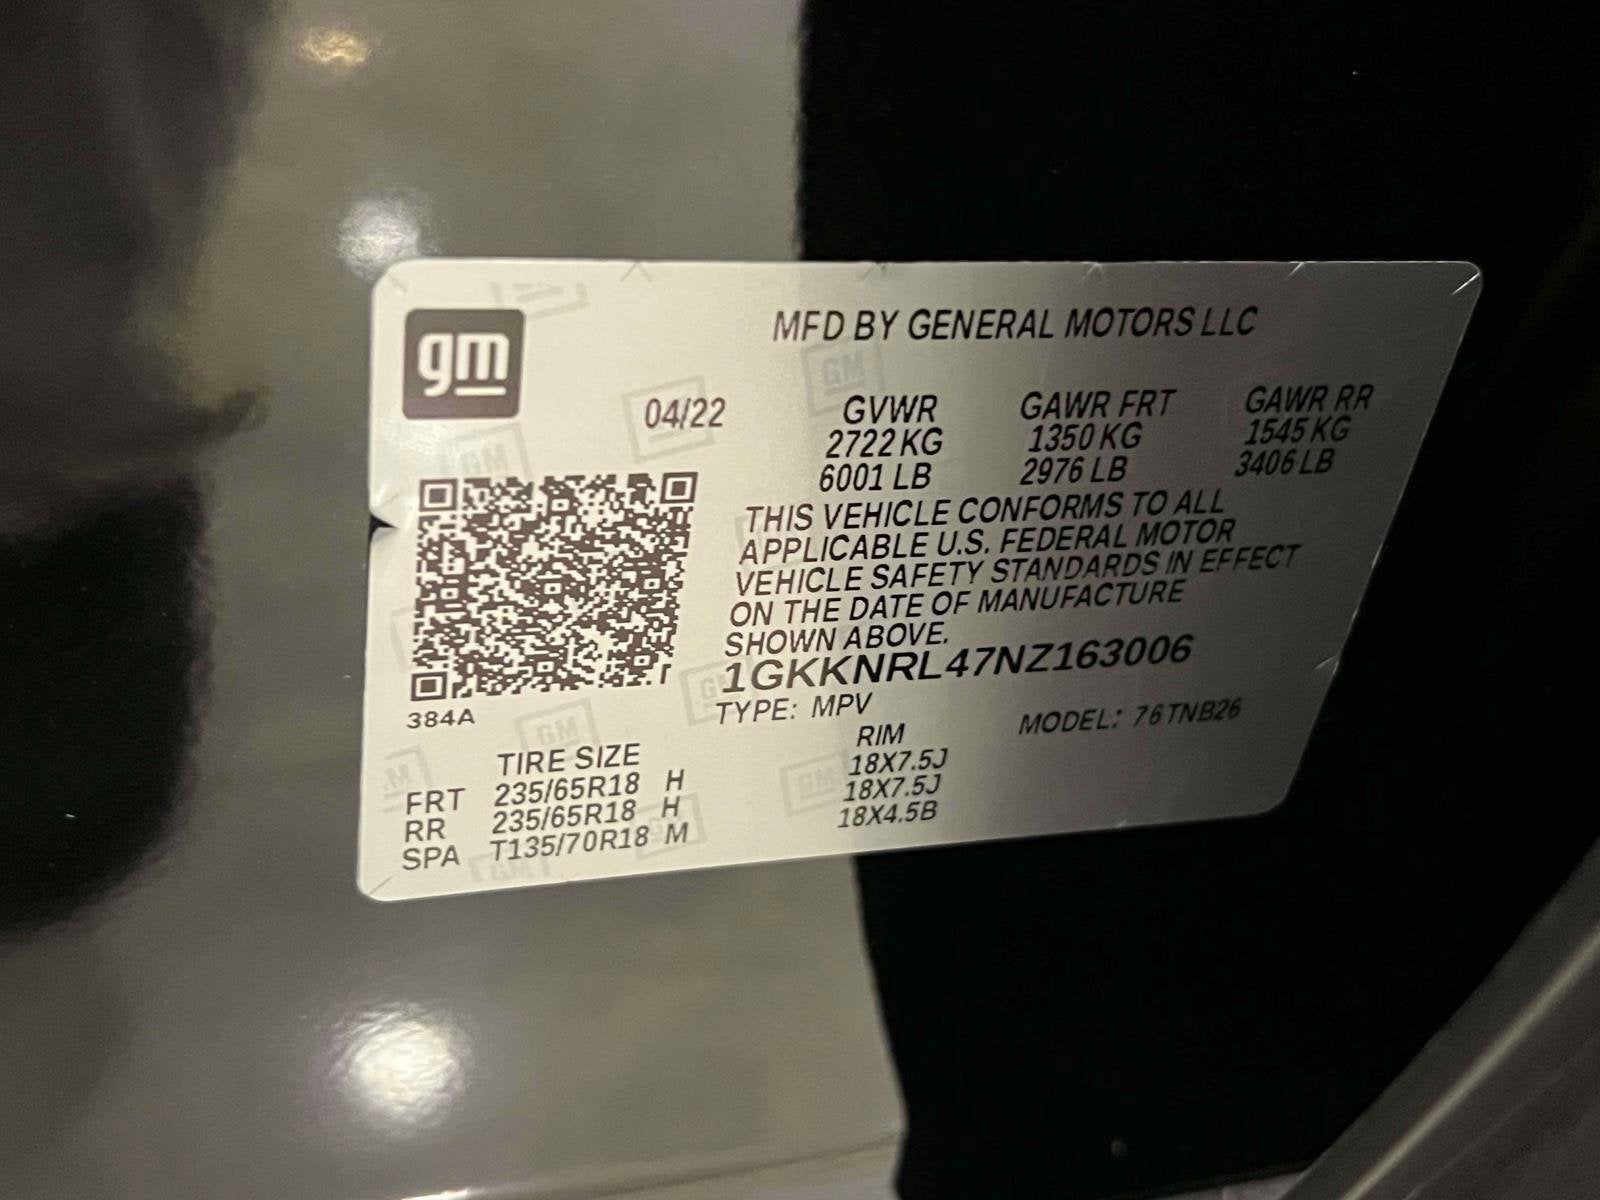 gm
MFD BY GENERAL MOTORS LLC
04/22 GVWR GAWR FRT GAWR RR
2722 KG 1350 KG 1545 KG
6001 LB 2976 LB 3406 LB
THIS VEHICLE CONFORMS TO ALL
APPLICABLE U.S. FEDERAL MOTOR
VEHICLE SAFETY STANDARDS IN EFFECT
ON THE DATE OF MANUFACTURE
SHOWN ABOVE.
1GKKNRL47NZ163006
384A
TYPE: MPV MODEL: 76TNB26
TIRE SIZE RIM
FRT 235/65R18 H 18X7.5J
RR 235/65R18 H 18X7.5J
SPA T135/70R18 M 18X4.5B